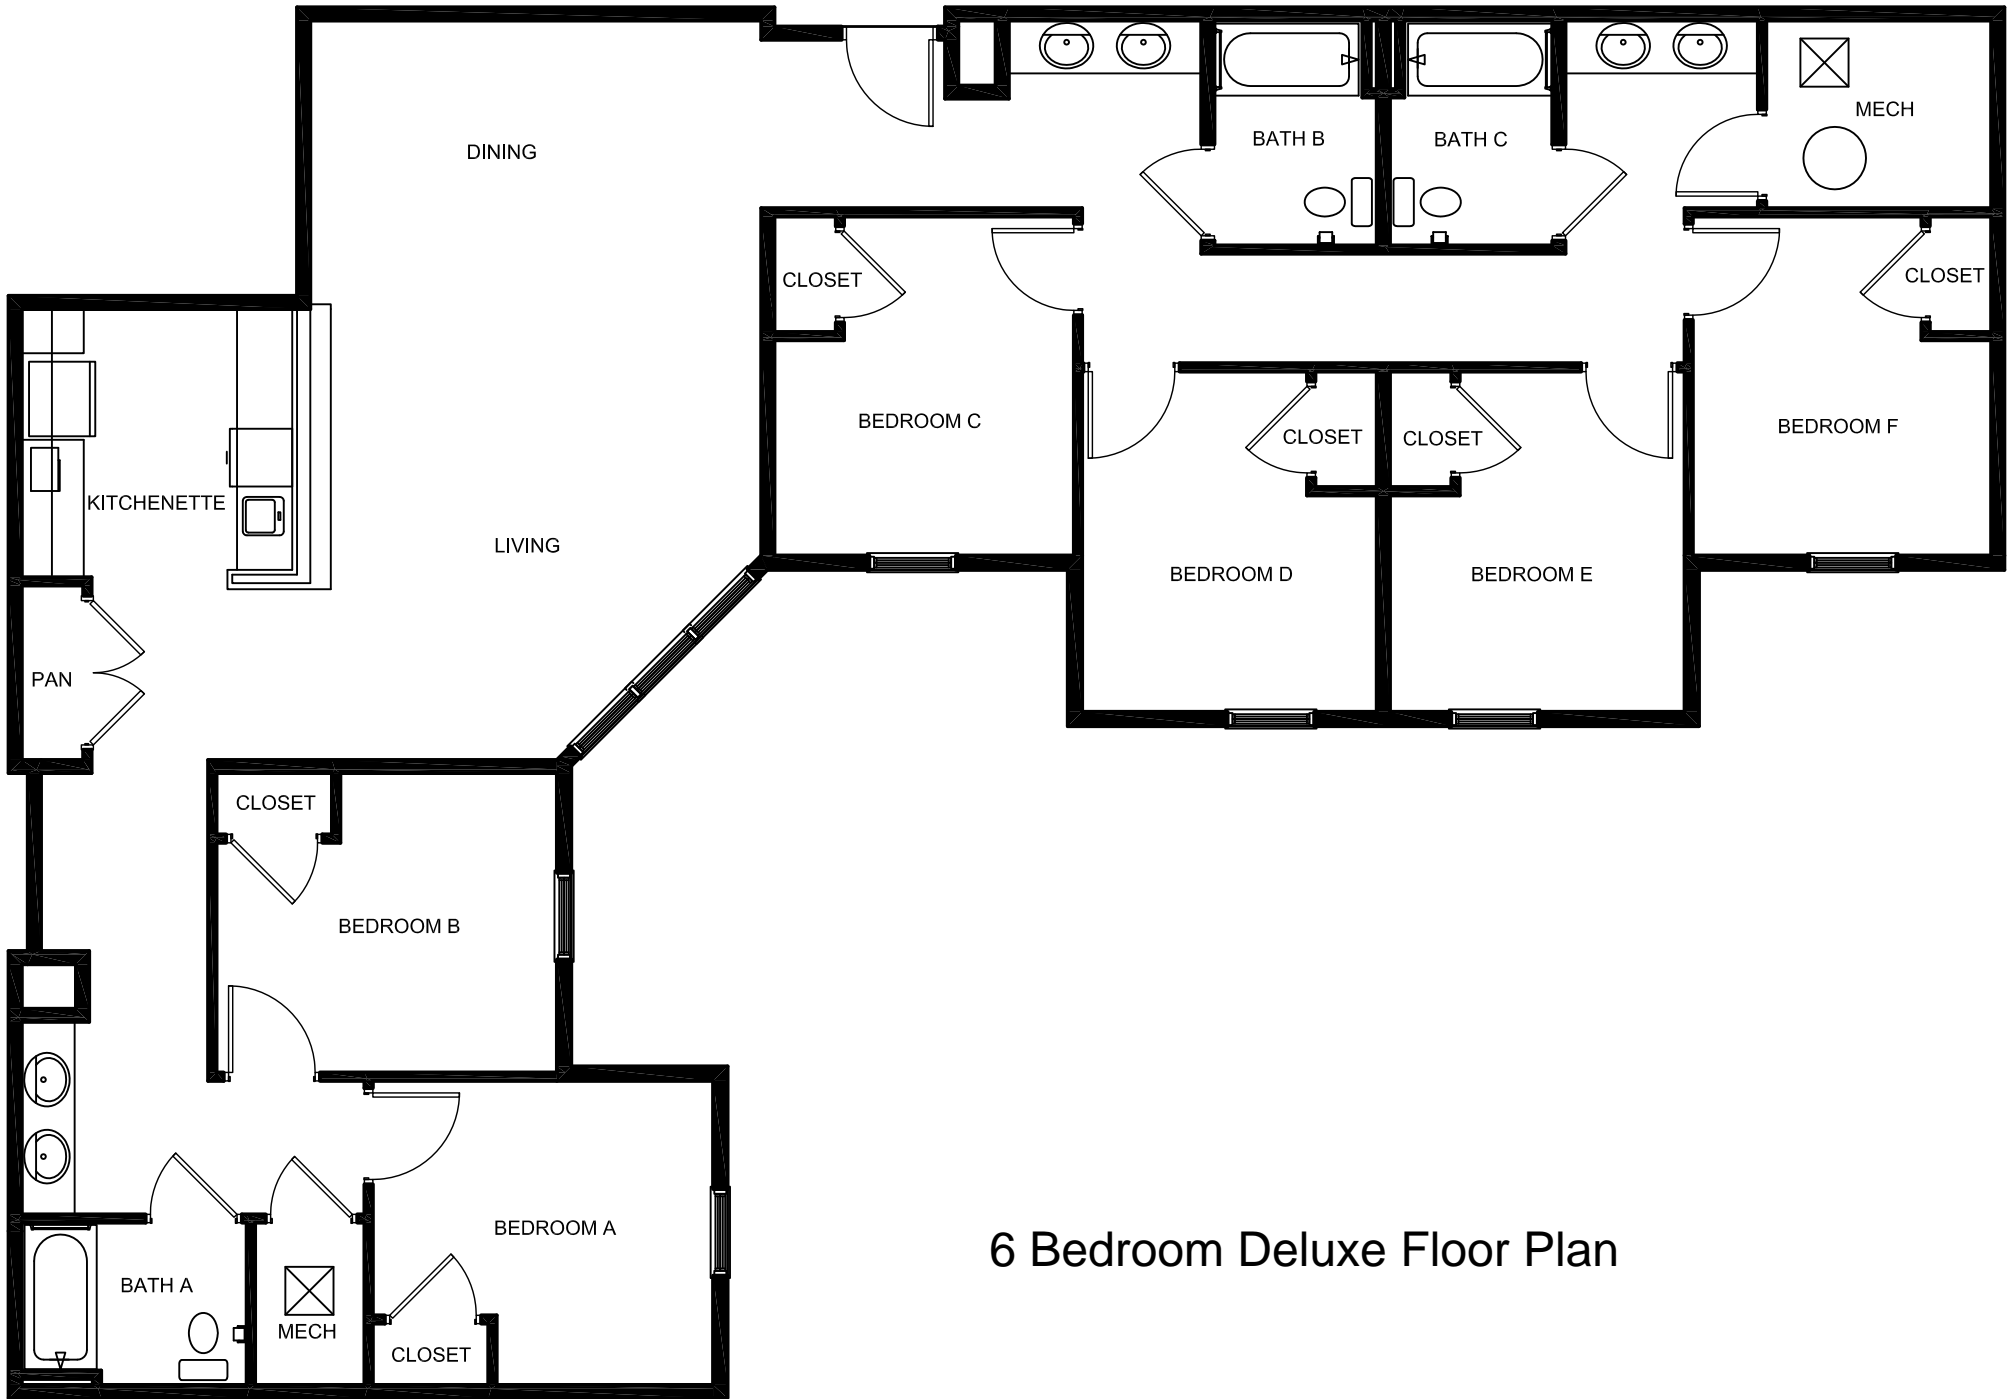 MECH
BATH B
BATH C
DINING
CLOSET
CLOSET
BEDROOM C
BEDROOM F
CLOSET
CLOSET
KITCHENETTE
LIVING
BEDROOM D
BEDROOM E
PAN
CLOSET
BEDROOM B
BEDROOM A
6 Bedroom Deluxe Floor Plan
BATH A
MECH
CLOSET